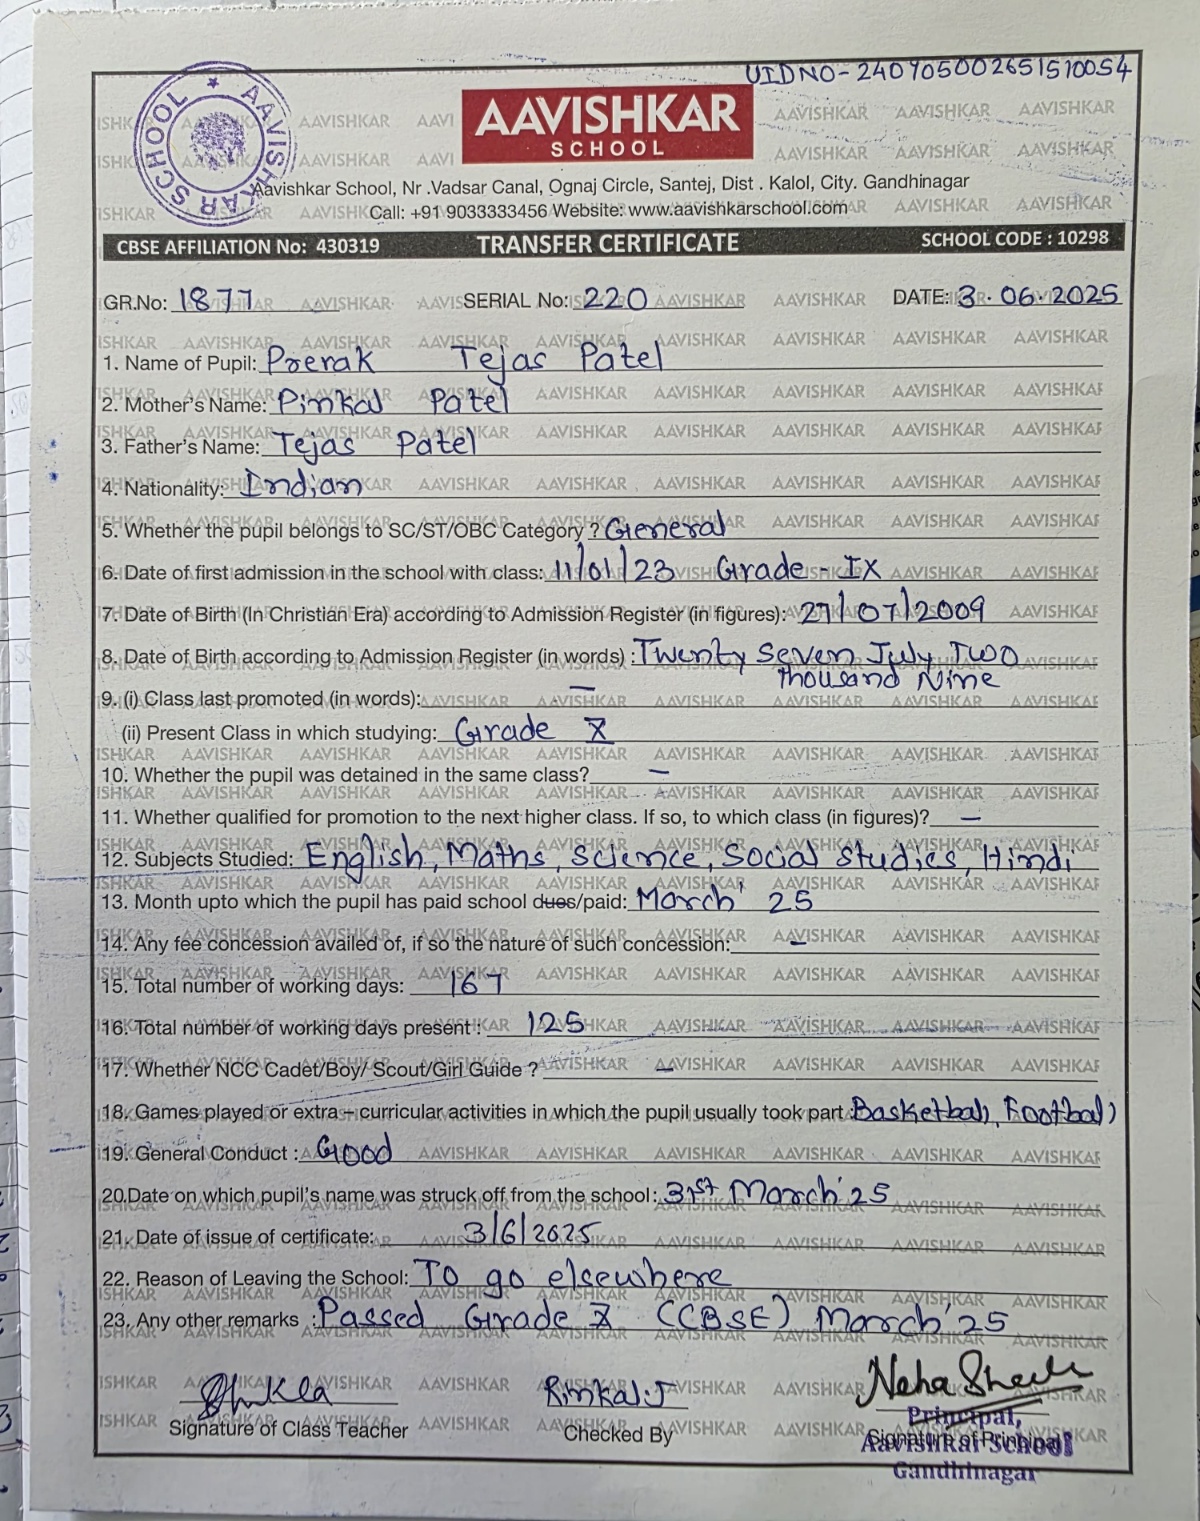 UID NO - 24070500265151 0054
AAVISHKAR SCHOOL
AAVISHKAR
SCHOOL
Aavishkar School, Nr .Vadsar Canal, Ognaj Circle, Santej, Dist . Kalol, City. Gandhinagar
Call: +91 9033333456 Website: www.aavishkarschool.com
CBSE AFFILIATION No: 430319 TRANSFER CERTIFICATE SCHOOL CODE : 10298
GR.No: 1877 SERIAL No: 220 DATE: 3.06.2025
1. Name of Pupil: Prerak Tejas Patel
2. Mother's Name: Pinkal Patel
3. Father's Name: Tejas Patel
4. Nationality: Indian
5. Whether the pupil belongs to SC/ST/OBC Category ? General
6. Date of first admission in the school with class: 11/01/23 Grade - IX
7. Date of Birth (In Christian Era) according to Admission Register (in figures): 27/07/2009
8. Date of Birth according to Admission Register (in words) : Twenty Seven July Two
thousand Nine
9. (i) Class last promoted (in words): –
(ii) Present Class in which studying: Grade X
10. Whether the pupil was detained in the same class? –
11. Whether qualified for promotion to the next higher class. If so, to which class (in figures)? –
12. Subjects Studied: English, Maths, Science, Social Studies, Hindi
13. Month upto which the pupil has paid school dues/paid: March' 25
14. Any fee concession availed of, if so the nature of such concession: –
15. Total number of working days: 167
16. Total number of working days present : 125
17. Whether NCC Cadet/Boy/ Scout/Girl Guide ? –
18. Games played or extra – curricular activities in which the pupil usually took part : Basketball, Football
19. General Conduct : Good
20.Date on which pupil's name was struck off from the school: 31st March'25
21. Date of issue of certificate: 3/6/2025
22. Reason of Leaving the School: To go elsewhere
23. Any other remarks : Passed Grade X (CBSE) March'25
Shukla Rinkal.J Neha
Signature of Class Teacher Checked By Signature of Principal
Principal,
Aavishkar School
Gandhinagar